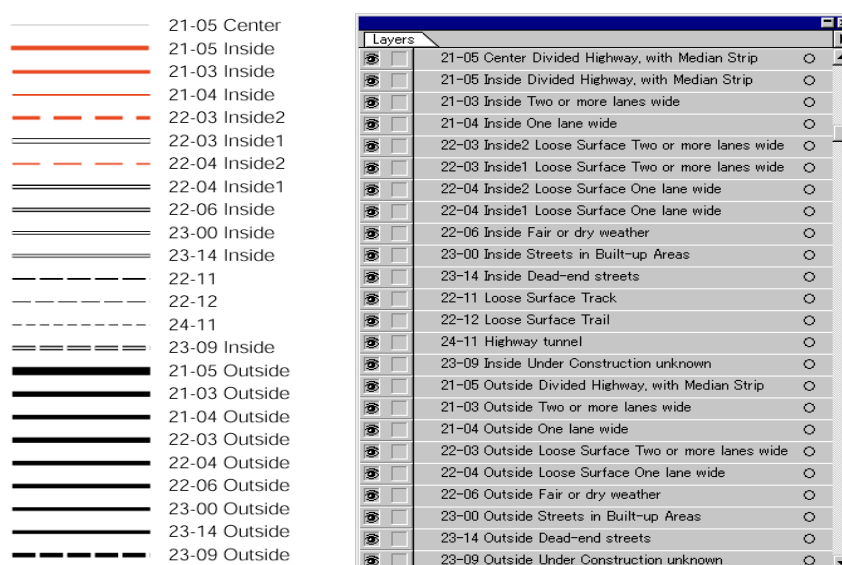 21-05 Center
21-05 Inside
21-03 Inside
21-04 Inside
22-03 Inside2
22-03 Inside1
22-04 Inside2
22-04 Inside1
22-06 Inside
23-00 Inside
23-14 Inside
22-11
22-12
24-11
23-09 Inside
21-05 Outside
21-03 Outside
21-04 Outside
22-03 Outside
22-04 Outside
22-06 Outside
23-00 Outside
23-14 Outside
23-09 Outside
Layers
21-05 Center Divided Highway, with Median Strip
21-05 Inside Divided Highway, with Median Strip
21-03 Inside Two or more lanes wide
21-04 Inside One lane wide
22-03 Inside2 Loose Surface Two or more lanes wide
22-03 Inside1 Loose Surface Two or more lanes wide
22-04 Inside2 Loose Surface One lane wide
22-04 Inside1 Loose Surface One lane wide
22-06 Inside Fair or dry weather
23-00 Inside Streets in Built-up Areas
23-14 Inside Dead-end streets
22-11 Loose Surface Track
22-12 Loose Surface Trail
24-11 Highway tunnel
23-09 Inside Under Construction unknown
21-05 Outside Divided Highway, with Median Strip
21-03 Outside Two or more lanes wide
21-04 Outside One lane wide
22-03 Outside Loose Surface Two or more lanes wide
22-04 Outside Loose Surface One lane wide
22-06 Outside Fair or dry weather
23-00 Outside Streets in Built-up Areas
23-14 Outside Dead-end streets
23-09 Outside Under Construction unknown